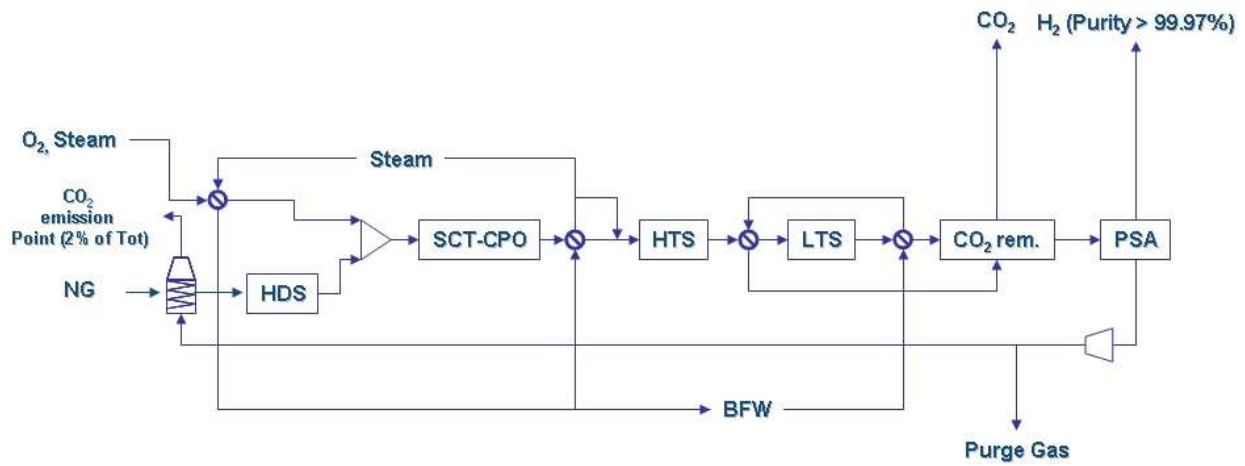 CO₂
H₂ (Purity > 99.97%)
O₂, Steam
Steam
CO₂
emission
Point (2% of Tot)
SCT-CPO
HTS
LTS
CO₂ rem.
PSA
NG
HDS
BFW
Purge Gas